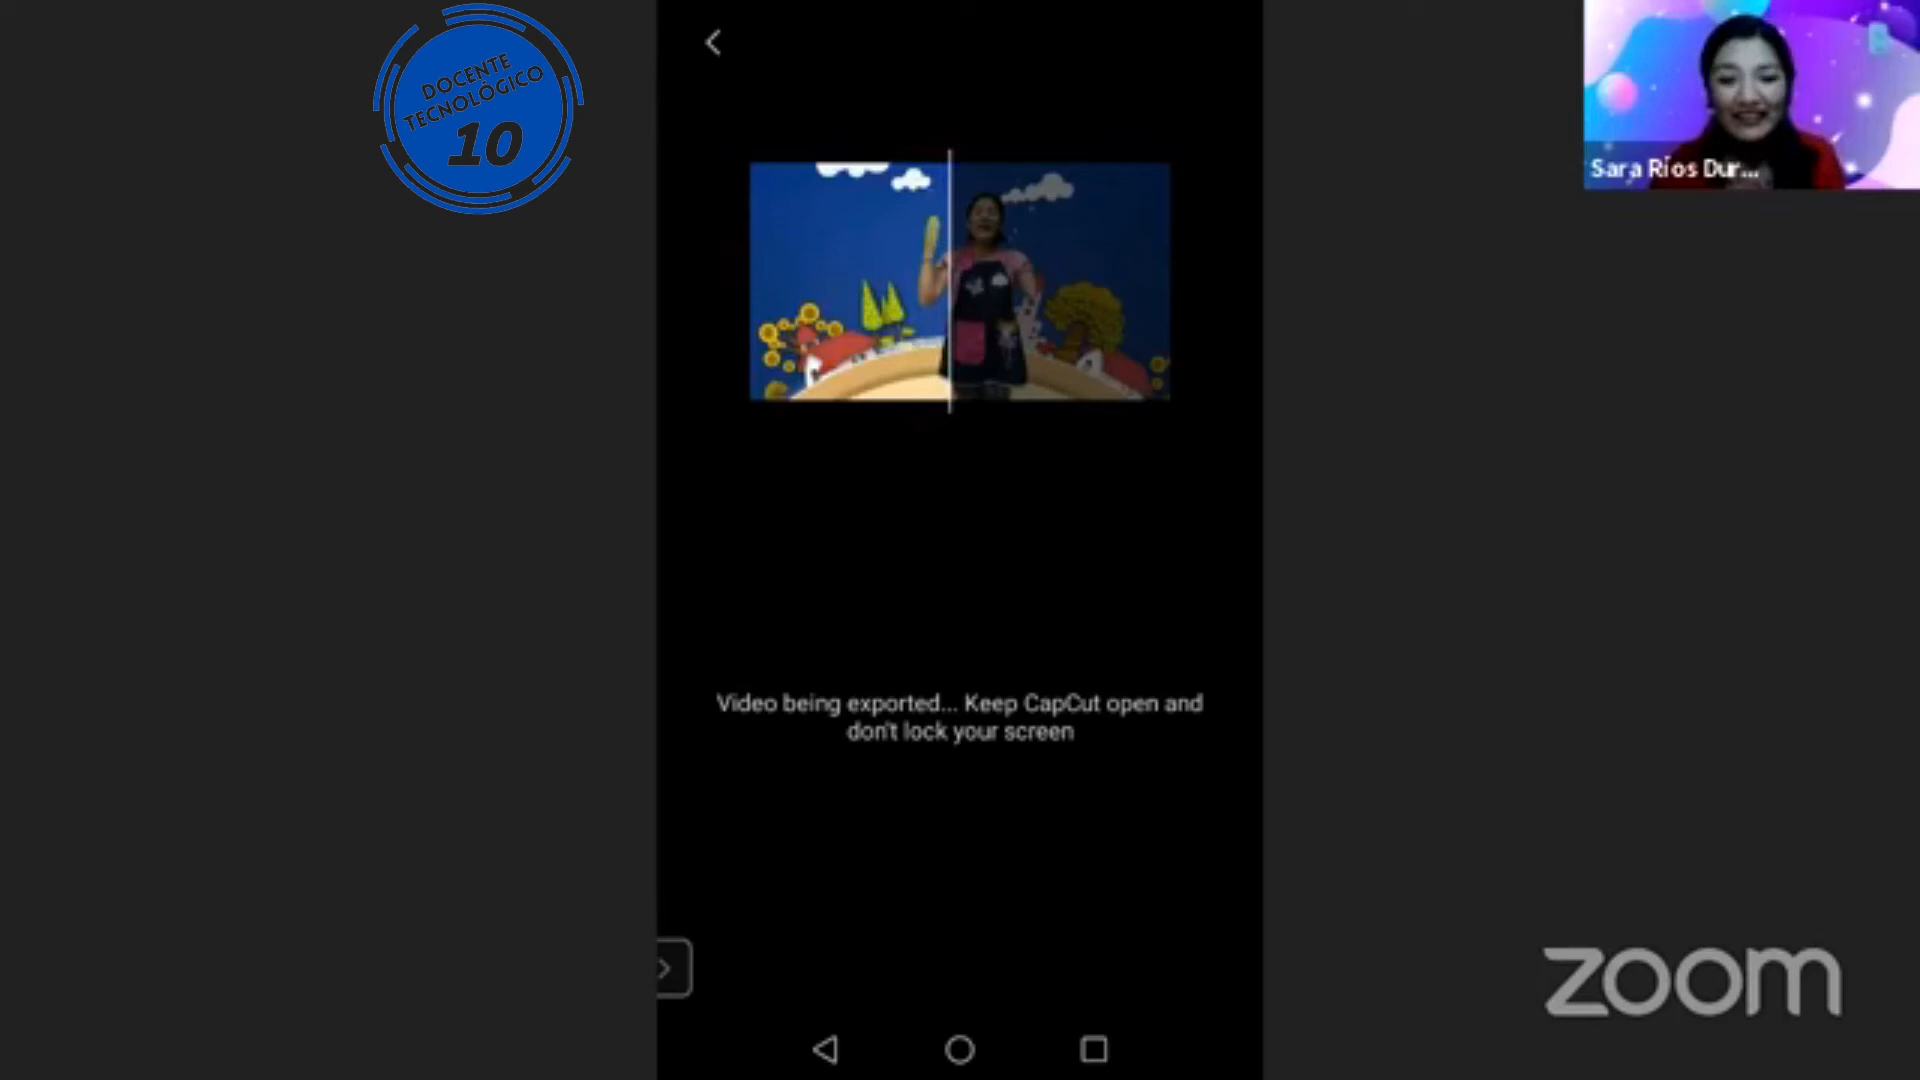 DOCENTE
TECNOLÓGICO
10
Sara Ríos Dur...
Video being exported... Keep CapCut open and
don't lock your screen
zoom